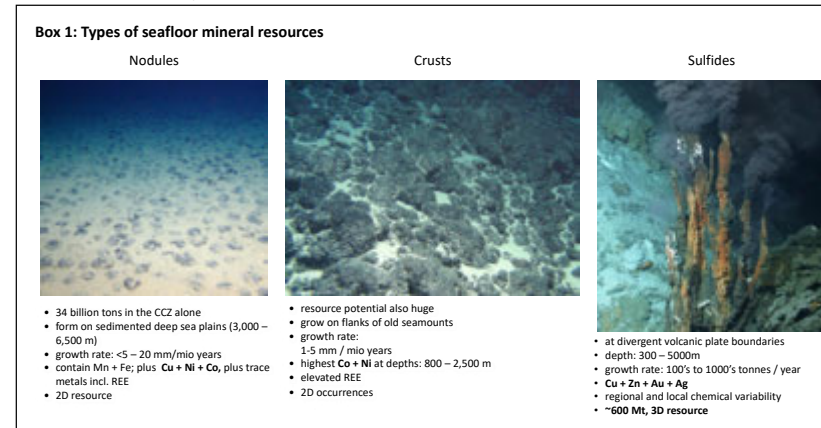 Box 1: Types of seafloor mineral resources
Nodules
Crusts
Sulfides
• 34 billion tons in the CCZ alone
• form on sedimented deep sea plains (3,000 –
6,500 m)
• growth rate: <5 – 20 mm/mio years
• contain Mn + Fe; plus Cu + Ni + Co, plus trace
metals incl. REE
• 2D resource
• resource potential also huge
• grow on flanks of old seamounts
• growth rate:
1-5 mm / mio years
• highest Co + Ni at depths: 800 – 2,500 m
• elevated REE
• 2D occurrences
• at divergent volcanic plate boundaries
• depth: 300 – 5000m
• growth rate: 100's to 1000's tonnes / year
• Cu + Zn + Au + Ag
• regional and local chemical variability
• ~600 Mt, 3D resource